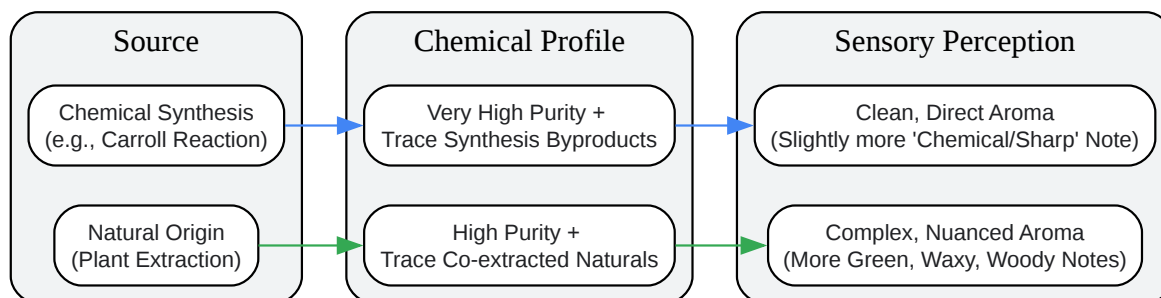 Source
Chemical Profile
Sensory Perception
Chemical Synthesis
(e.g., Carroll Reaction)
Very High Purity +
Trace Synthesis Byproducts
Clean, Direct Aroma
(Slightly more 'Chemical/Sharp' Note)
Natural Origin
(Plant Extraction)
High Purity +
Trace Co-extracted Naturals
Complex, Nuanced Aroma
(More Green, Waxy, Woody Notes)